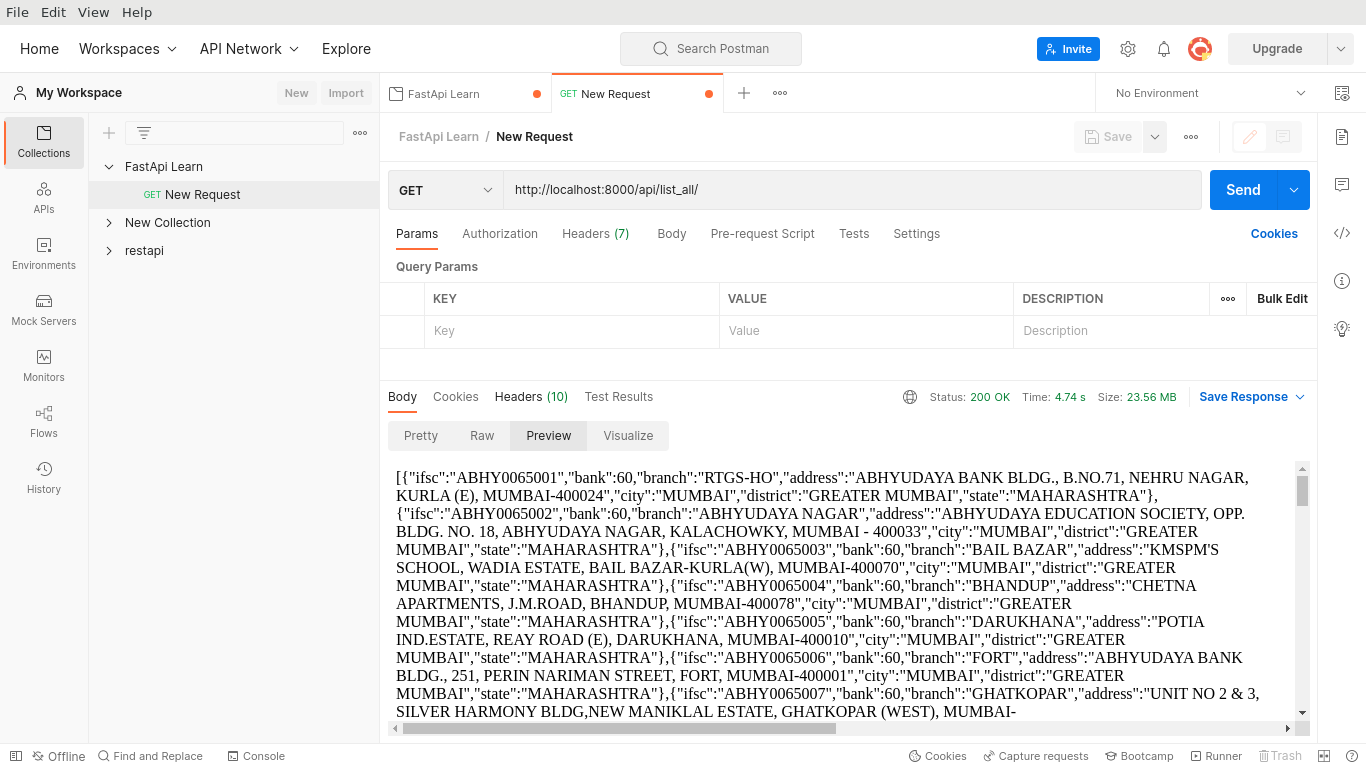 File Edit View Help
Home Workspaces API Network Explore Search Postman Invite Upgrade
My Workspace New Import FastApi Learn GET New Request No Environment
FastApi Learn / New Request Save
Collections
FastApi Learn
GET New Request
New Collection
restapi
APIs
Environments
Mock Servers
Monitors
Flows
History
GET http://localhost:8000/api/list_all/ Send
Params Authorization Headers (7) Body Pre-request Script Tests Settings Cookies
Query Params
KEY VALUE DESCRIPTION Bulk Edit
Key Value Description
Body Cookies Headers (10) Test Results Status: 200 OK Time: 4.74 s Size: 23.56 MB Save Response
Pretty Raw Preview Visualize
[{"ifsc":"ABHY0065001","bank":60,"branch":"RTGS-HO","address":"ABHYUDAYA BANK BLDG., B.NO.71, NEHRU NAGAR,
KURLA (E), MUMBAI-400024","city":"MUMBAI","district":"GREATER MUMBAI","state":"MAHARASHTRA"},
{"ifsc":"ABHY0065002","bank":60,"branch":"ABHYUDAYA NAGAR","address":"ABHYUDAYA EDUCATION SOCIETY, OPP.
BLDG. NO. 18, ABHYUDAYA NAGAR, KALACHOWKY, MUMBAI - 400033","city":"MUMBAI","district":"GREATER
MUMBAI","state":"MAHARASHTRA"},{"ifsc":"ABHY0065003","bank":60,"branch":"BAIL BAZAR","address":"KMSPM'S
SCHOOL, WADIA ESTATE, BAIL BAZAR-KURLA(W), MUMBAI-400070","city":"MUMBAI","district":"GREATER
MUMBAI","state":"MAHARASHTRA"},{"ifsc":"ABHY0065004","bank":60,"branch":"BHANDUP","address":"CHETNA
APARTMENTS, J.M.ROAD, BHANDUP, MUMBAI-400078","city":"MUMBAI","district":"GREATER
MUMBAI","state":"MAHARASHTRA"},{"ifsc":"ABHY0065005","bank":60,"branch":"DARUKHANA","address":"POTIA
IND.ESTATE, REAY ROAD (E), DARUKHANA, MUMBAI-400010","city":"MUMBAI","district":"GREATER
MUMBAI","state":"MAHARASHTRA"},{"ifsc":"ABHY0065006","bank":60,"branch":"FORT","address":"ABHYUDAYA BANK
BLDG., 251, PERIN NARIMAN STREET, FORT, MUMBAI-400001","city":"MUMBAI","district":"GREATER
MUMBAI","state":"MAHARASHTRA"},{"ifsc":"ABHY0065007","bank":60,"branch":"GHATKOPAR","address":"UNIT NO 2 & 3,
SILVER HARMONY BLDG,NEW MANIKLAL ESTATE, GHATKOPAR (WEST), MUMBAI-
Offline Find and Replace Console Cookies Capture requests Bootcamp Runner Trash